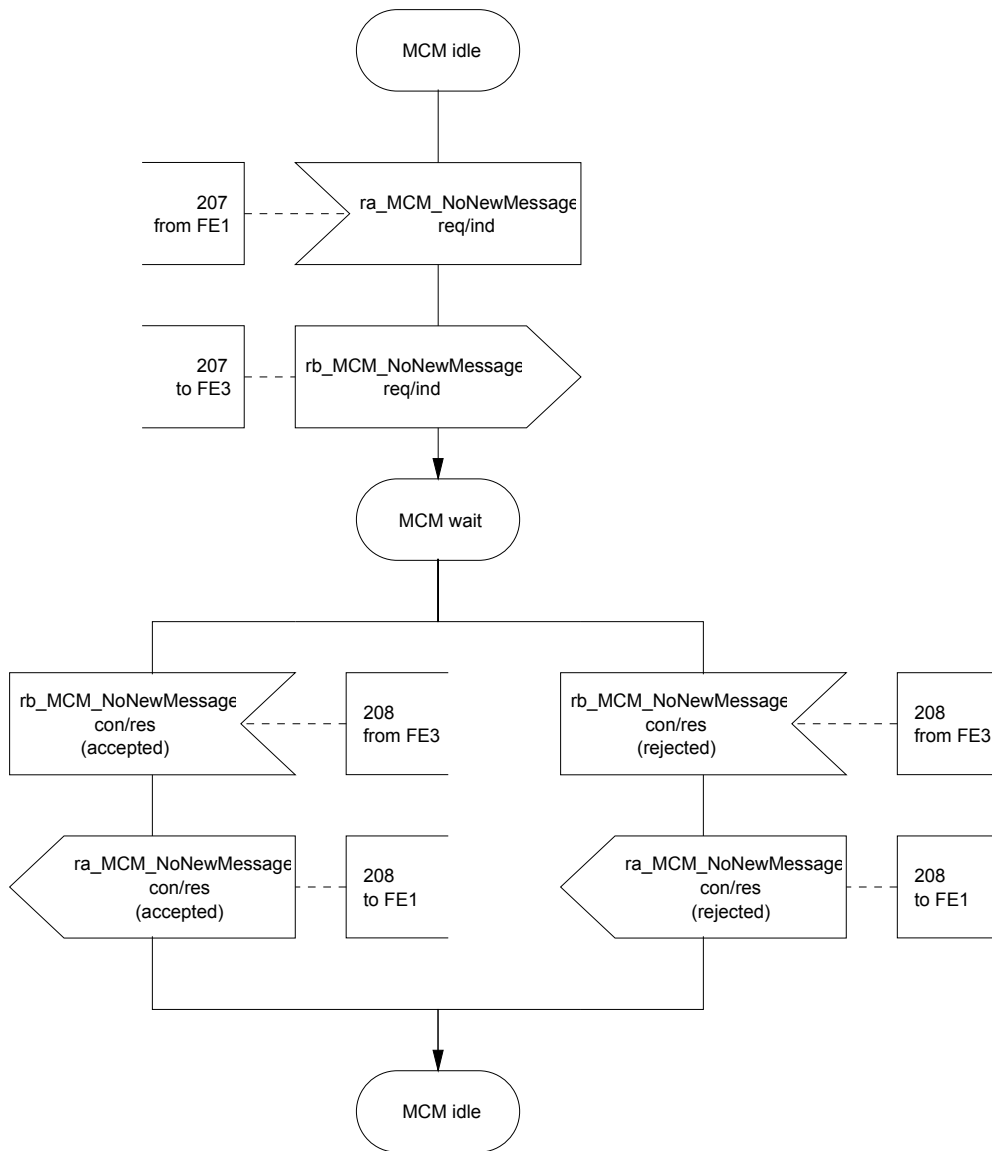 MCM idle
207
from FE1
ra_MCM_NoNewMessage
req/ind
207
to FE3
rb_MCM_NoNewMessage
req/ind
MCM wait
rb_MCM_NoNewMessage
con/res
(accepted)
208
from FE3
rb_MCM_NoNewMessage
con/res
(rejected)
208
from FE3
ra_MCM_NoNewMessage
con/res
(accepted)
208
to FE1
ra_MCM_NoNewMessage
con/res
(rejected)
208
to FE1
MCM idle